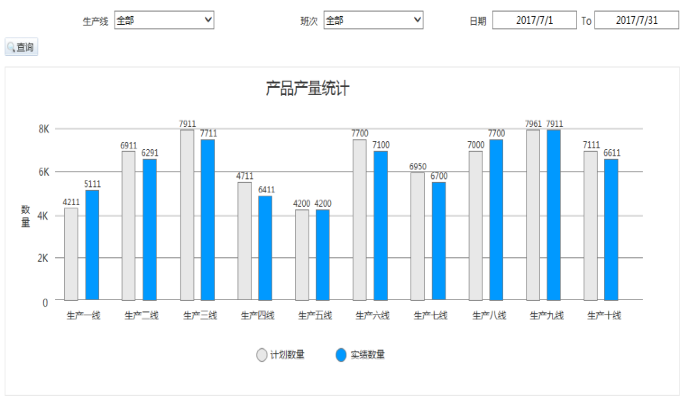 生产线 全部 班次 全部 日期 2017/7/1 To 2017/7/31
查询
产品产量统计
7911 7961 7911
8K 7711 7700 7700
6911 6291 7100 7000 7111 6611
6K 6950 6700
5111 4711 6411
4211 4200 4200
数量
4K
2K
0
生产一线 生产二线 生产三线 生产四线 生产五线 生产六线 生产七线 生产八线 生产九线 生产十线
计划数量 实绩数量